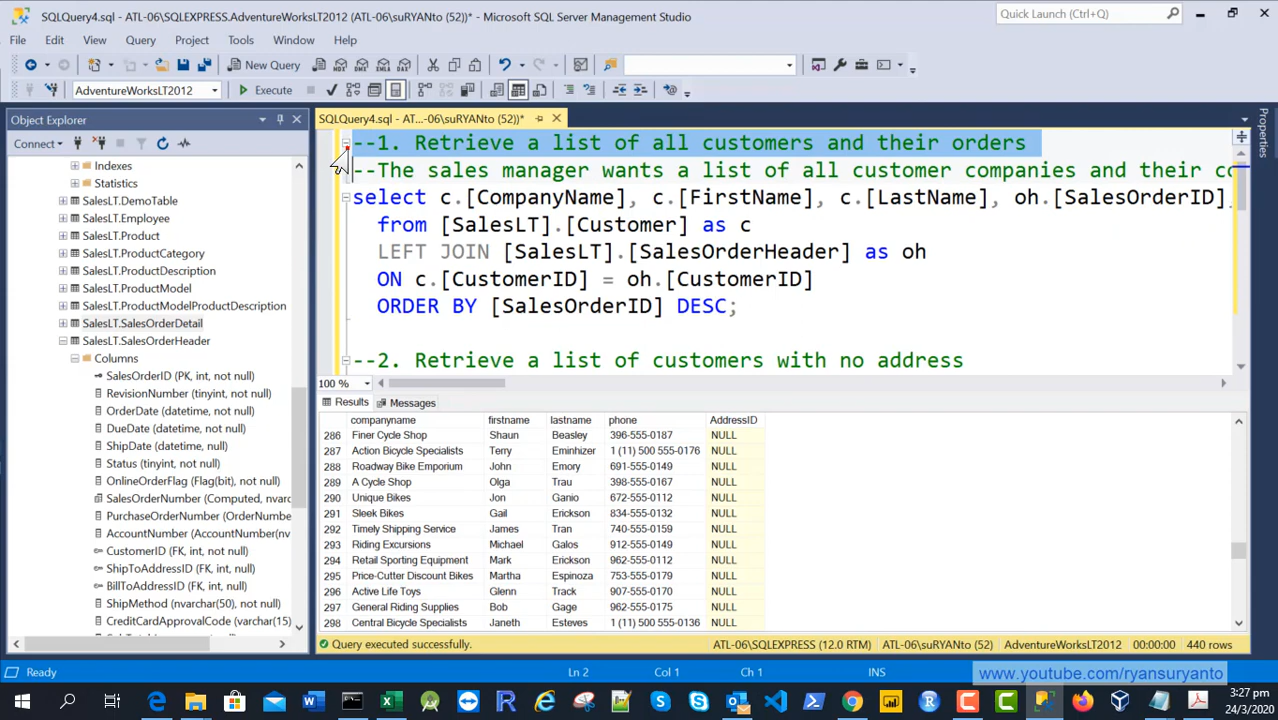 SQLQuery4.sql - ATL-06\SQLEXPRESS.AdventureWorksLT2012 (ATL-06\suRYANto (52))* - Microsoft SQL Server Management Studio
Quick Launch (Ctrl+Q)
File Edit View Query Project Tools Window Help
New Query MDX DMX XMLA DAX
AdventureWorksLT2012 Execute
Object Explorer
SQLQuery4.sql - ATL...-06\suRYANto (52))*
Properties
Connect
Indexes
Statistics
SalesLT.DemoTable
SalesLT.Employee
SalesLT.Product
SalesLT.ProductCategory
SalesLT.ProductDescription
SalesLT.ProductModel
SalesLT.ProductModelProductDescription
SalesLT.SalesOrderDetail
SalesLT.SalesOrderHeader
Columns
SalesOrderID (PK, int, not null)
RevisionNumber (tinyint, not null)
OrderDate (datetime, not null)
DueDate (datetime, not null)
ShipDate (datetime, null)
Status (tinyint, not null)
OnlineOrderFlag (Flag(bit), not null)
SalesOrderNumber (Computed, nvarc
PurchaseOrderNumber (OrderNumbe
AccountNumber (AccountNumber(nv
CustomerID (FK, int, not null)
ShipToAddressID (FK, int, null)
BillToAddressID (FK, int, null)
ShipMethod (nvarchar(50), not null)
CreditCardApprovalCode (varchar(15)
--1. Retrieve a list of all customers and their orders
--The sales manager wants a list of all customer companies and their co
select c.[CompanyName], c.[FirstName], c.[LastName], oh.[SalesOrderID],
from [SalesLT].[Customer] as c
LEFT JOIN [SalesLT].[SalesOrderHeader] as oh
ON c.[CustomerID] = oh.[CustomerID]
ORDER BY [SalesOrderID] DESC;
--2. Retrieve a list of customers with no address
100 %
Results Messages
companyname firstname lastname phone AddressID
286 Finer Cycle Shop Shaun Beasley 396-555-0187 NULL
287 Action Bicycle Specialists Terry Eminhizer 1 (11) 500 555-0176 NULL
288 Roadway Bike Emporium John Emory 691-555-0149 NULL
289 A Cycle Shop Olga Trau 398-555-0167 NULL
290 Unique Bikes Jon Ganio 672-555-0112 NULL
291 Sleek Bikes Gail Erickson 834-555-0132 NULL
292 Timely Shipping Service James Tran 740-555-0159 NULL
293 Riding Excursions Michael Galos 912-555-0149 NULL
294 Retail Sporting Equipment Mark Erickson 962-555-0112 NULL
295 Price-Cutter Discount Bikes Martha Espinoza 753-555-0179 NULL
296 Active Life Toys Glenn Track 907-555-0170 NULL
297 General Riding Supplies Bob Gage 962-555-0175 NULL
298 Central Bicycle Specialists Janeth Esteves 1 (11) 500 555-0136 NULL
Query executed successfully. ATL-06\SQLEXPRESS (12.0 RTM) ATL-06\suRYANto (52) AdventureWorksLT2012 00:00:00 440 rows
Ready Ln 2 Col 1 Ch 1 INS
www.youtube.com/ryansuryanto
3:27 pm
24/3/2020